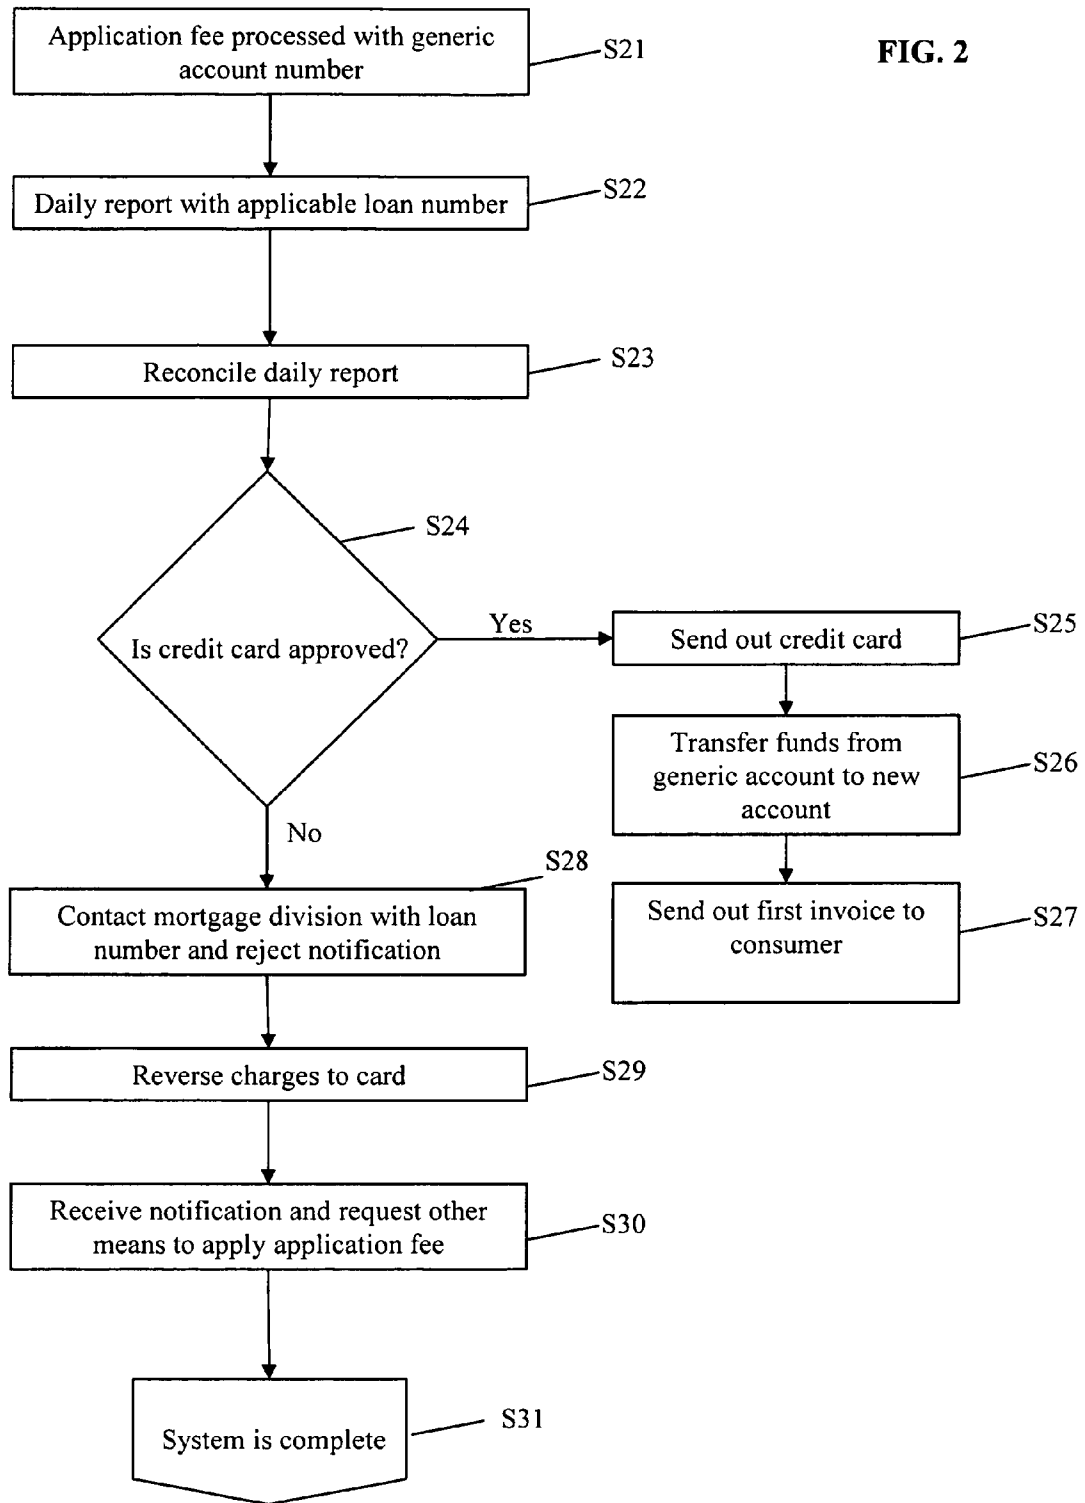 FIG. 2
Application fee processed with generic
account number
S21
Daily report with applicable loan number
S22
Reconcile daily report
S23
Is credit card approved?
S24
Yes
Send out credit card
S25
Transfer funds from
generic account to new
account
S26
Send out first invoice to
consumer
S27
No
Contact mortgage division with loan
number and reject notification
S28
Reverse charges to card
S29
Receive notification and request other
means to apply application fee
S30
System is complete
S31